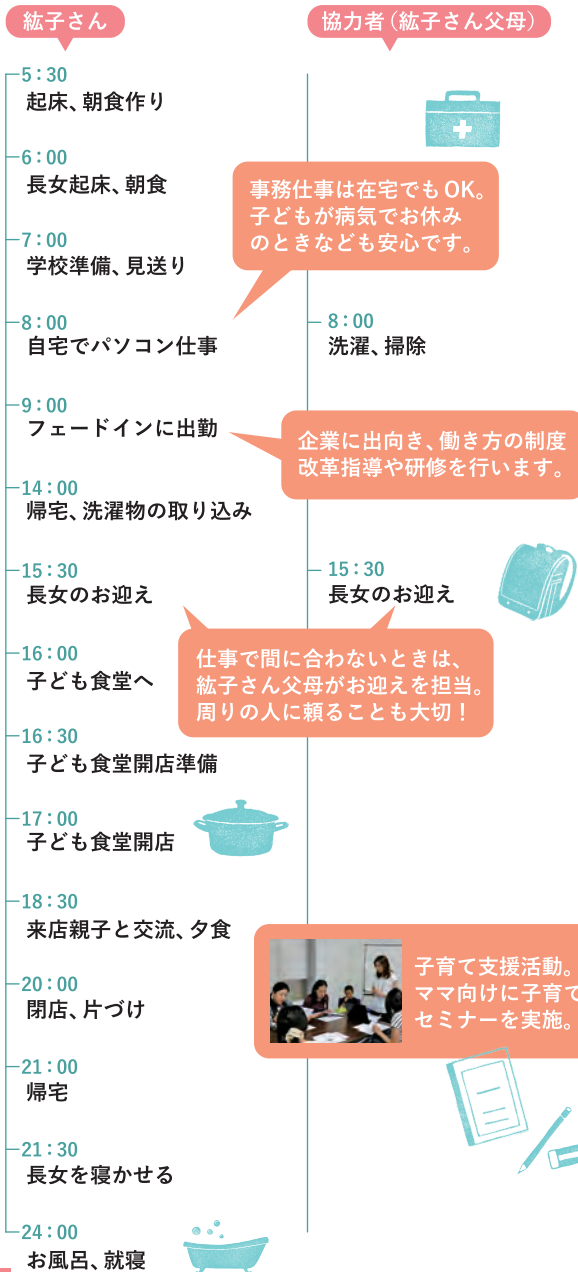 紘子さん
協力者(紘子さん父母)
5:30
起床、朝食作り
6:00
長女起床、朝食
事務仕事は在宅でもOK。
子どもが病気でお休み
のときなども安心です。
7:00
学校準備、見送り
8:00
自宅でパソコン仕事
8:00
洗濯、掃除
9:00
フェードインに出勤
企業に出向き、働き方の制度
改革指導や研修を行います。
14:00
帰宅、洗濯物の取り込み
15:30
長女のお迎え
15:30
長女のお迎え
仕事で間に合わないときは、
紘子さん父母がお迎えを担当。
周りの人に頼ることも大切！
16:00
子ども食堂へ
16:30
子ども食堂開店準備
17:00
子ども食堂開店
18:30
来店親子と交流、夕食
子育て支援活動。
ママ向けに子育て
セミナーを実施。
20:00
閉店、片づけ
21:00
帰宅
21:30
長女を寝かせる
24:00
お風呂、就寝